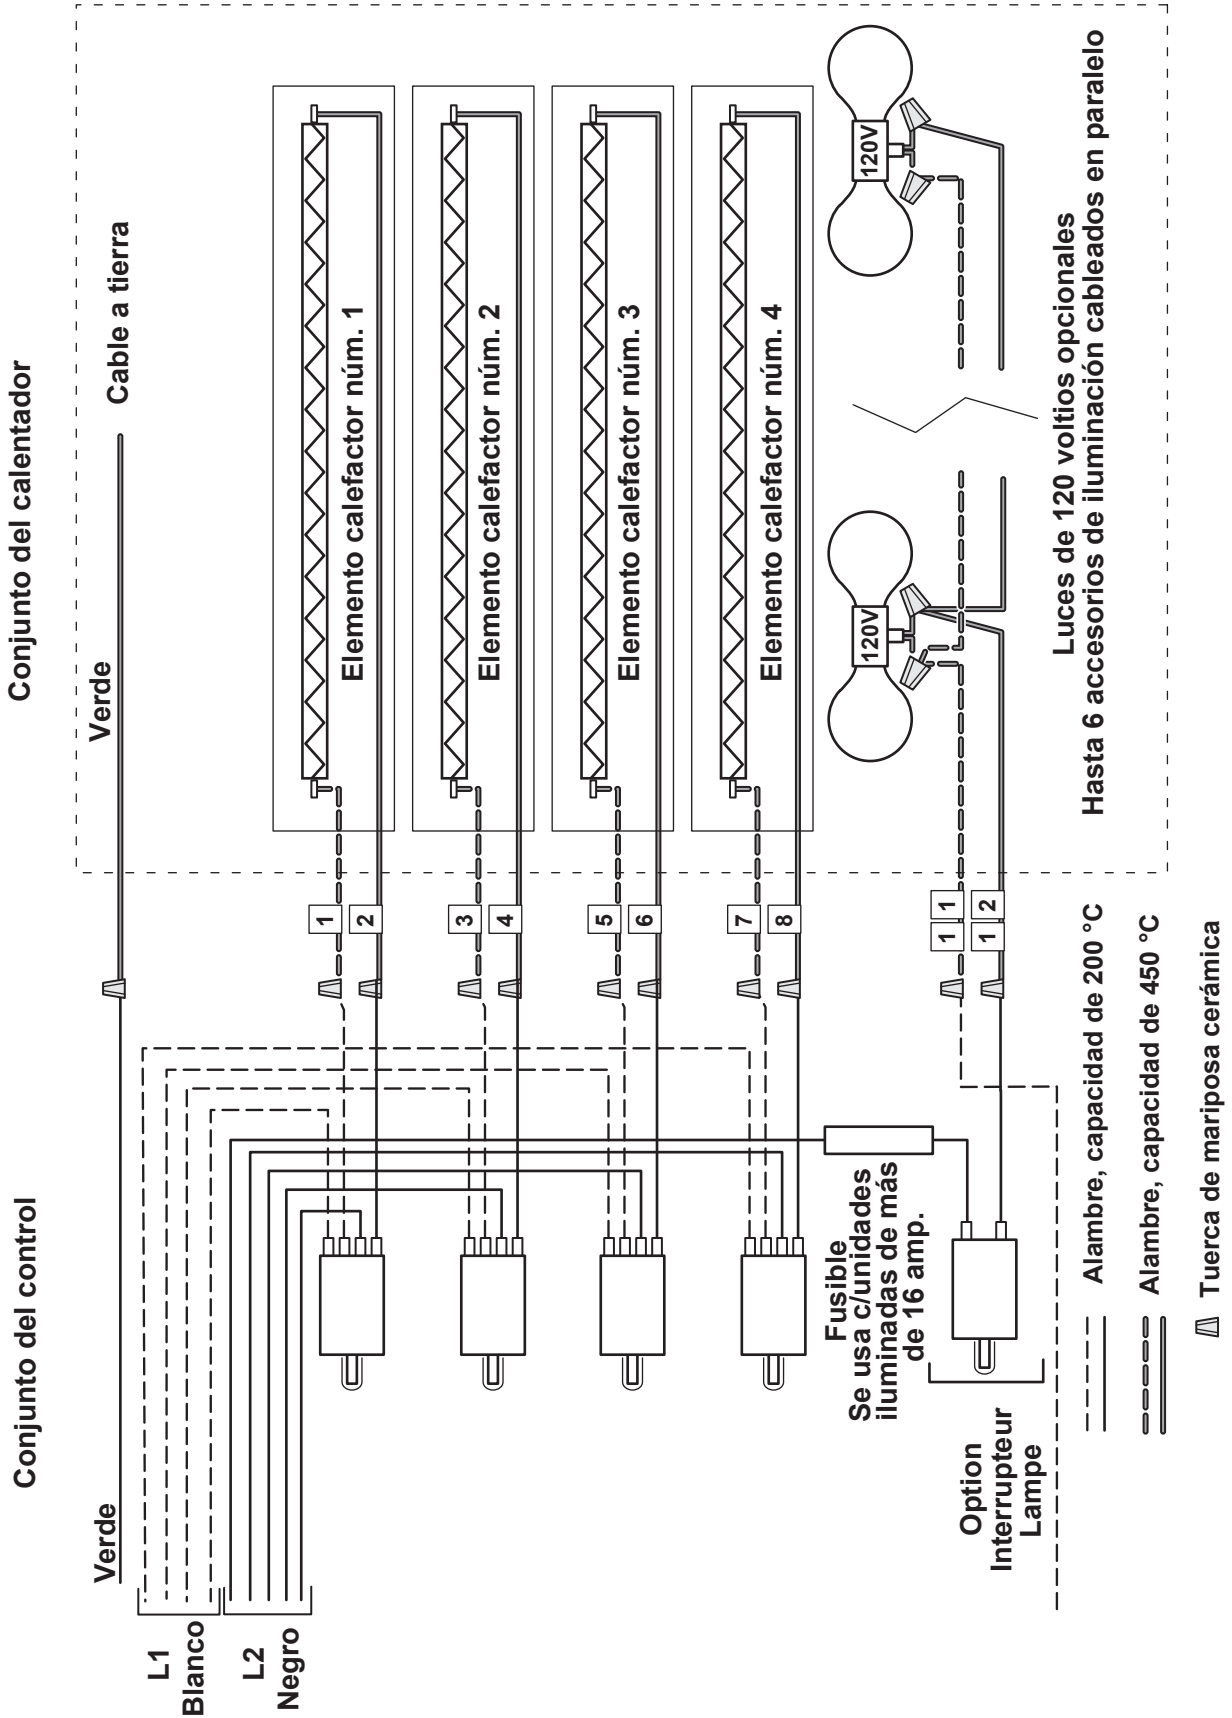 Conjunto del control
Conjunto del calentador
Verde
Verde
Cable a tierra
L1
Blanco
L2
Negro
1
2
Elemento calefactor núm. 1
3
4
Elemento calefactor núm. 2
5
6
Elemento calefactor núm. 3
7
8
Elemento calefactor núm. 4
Fusible
Se usa c/unidades
iluminadas de más
de 16 amp.
120V
120V
1 1
1 2
Option
Interrupteur
Lampe
Luces de 120 voltios opcionales
Hasta 6 accesorios de iluminación cableados en paralelo
Alambre, capacidad de 200 °C
Alambre, capacidad de 450 °C
Tuerca de mariposa cerámica